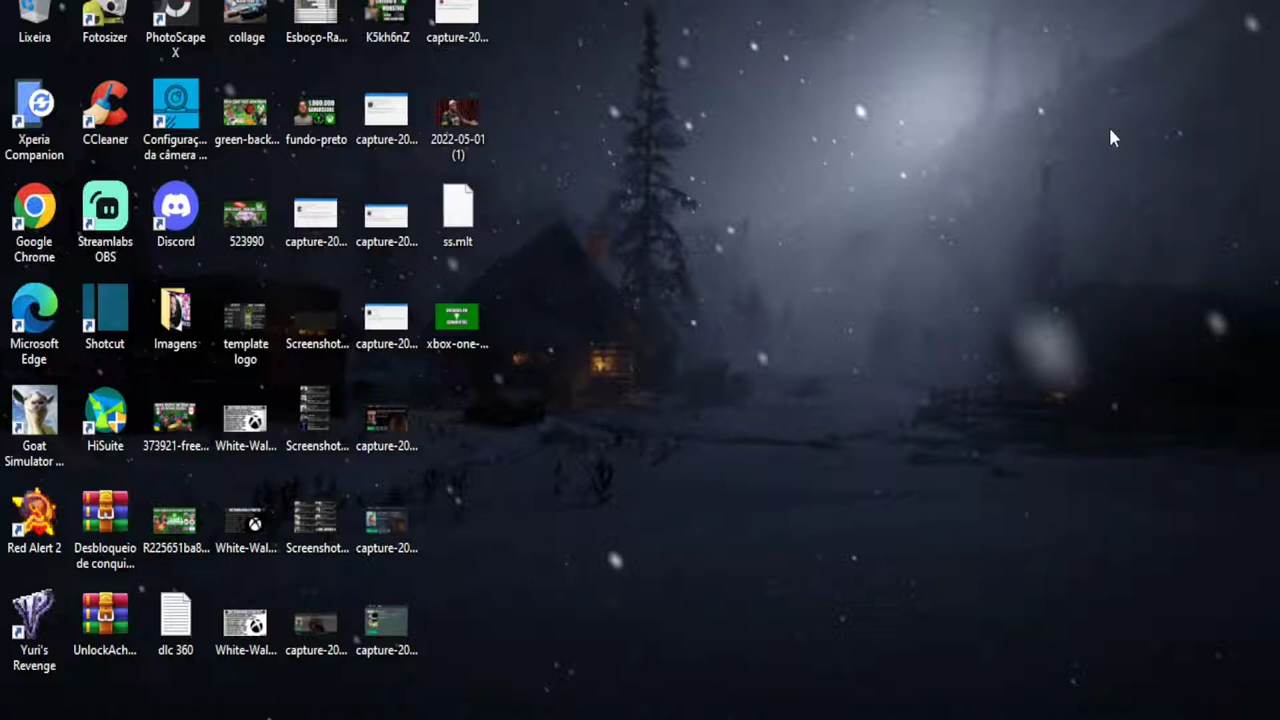 Lixeira
Fotosizer
PhotoScape
X
collage
Esboço-Ra...
K5kh6nZ
capture-20...
Xperia
Companion
CCleaner
Configuraç...
da câmera ...
green-back...
fundo-preto
capture-20...
2022-05-01
(1)
Google
Chrome
Streamlabs
OBS
Discord
523990
capture-20...
capture-20...
ss.mlt
Microsoft
Edge
Shotcut
Imagens
template
logo
Screenshot...
capture-20...
xbox-one-...
Goat
Simulator ...
HiSuite
373921-free...
White-Wal...
Screenshot...
capture-20...
Red Alert 2
Desbloqueio
de conqui...
R225651ba8...
White-Wal...
Screenshot...
capture-20...
Yuri's
Revenge
UnlockAch...
dlc 360
White-Wal...
capture-20...
capture-20...